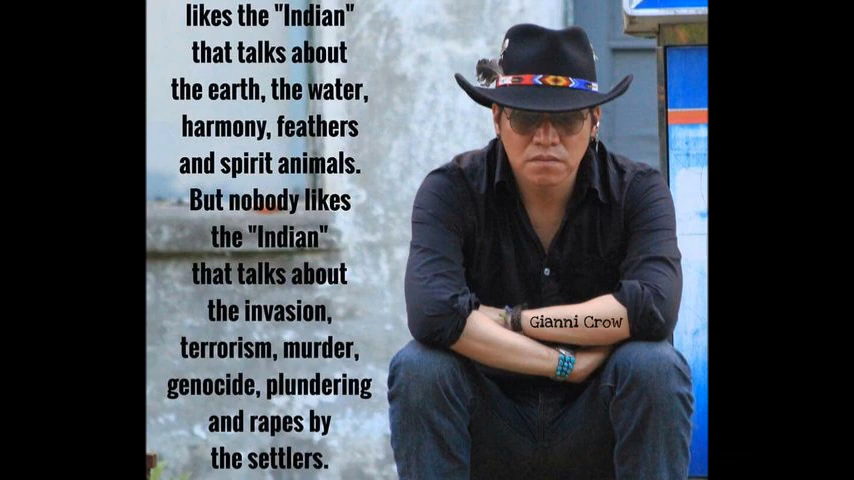 likes the "Indian"
that talks about
the earth, the water,
harmony, feathers
and spirit animals.
But nobody likes
the "Indian"
that talks about
the invasion,
terrorism, murder,
genocide, plundering
and rapes by
the settlers.
Gianni Crow